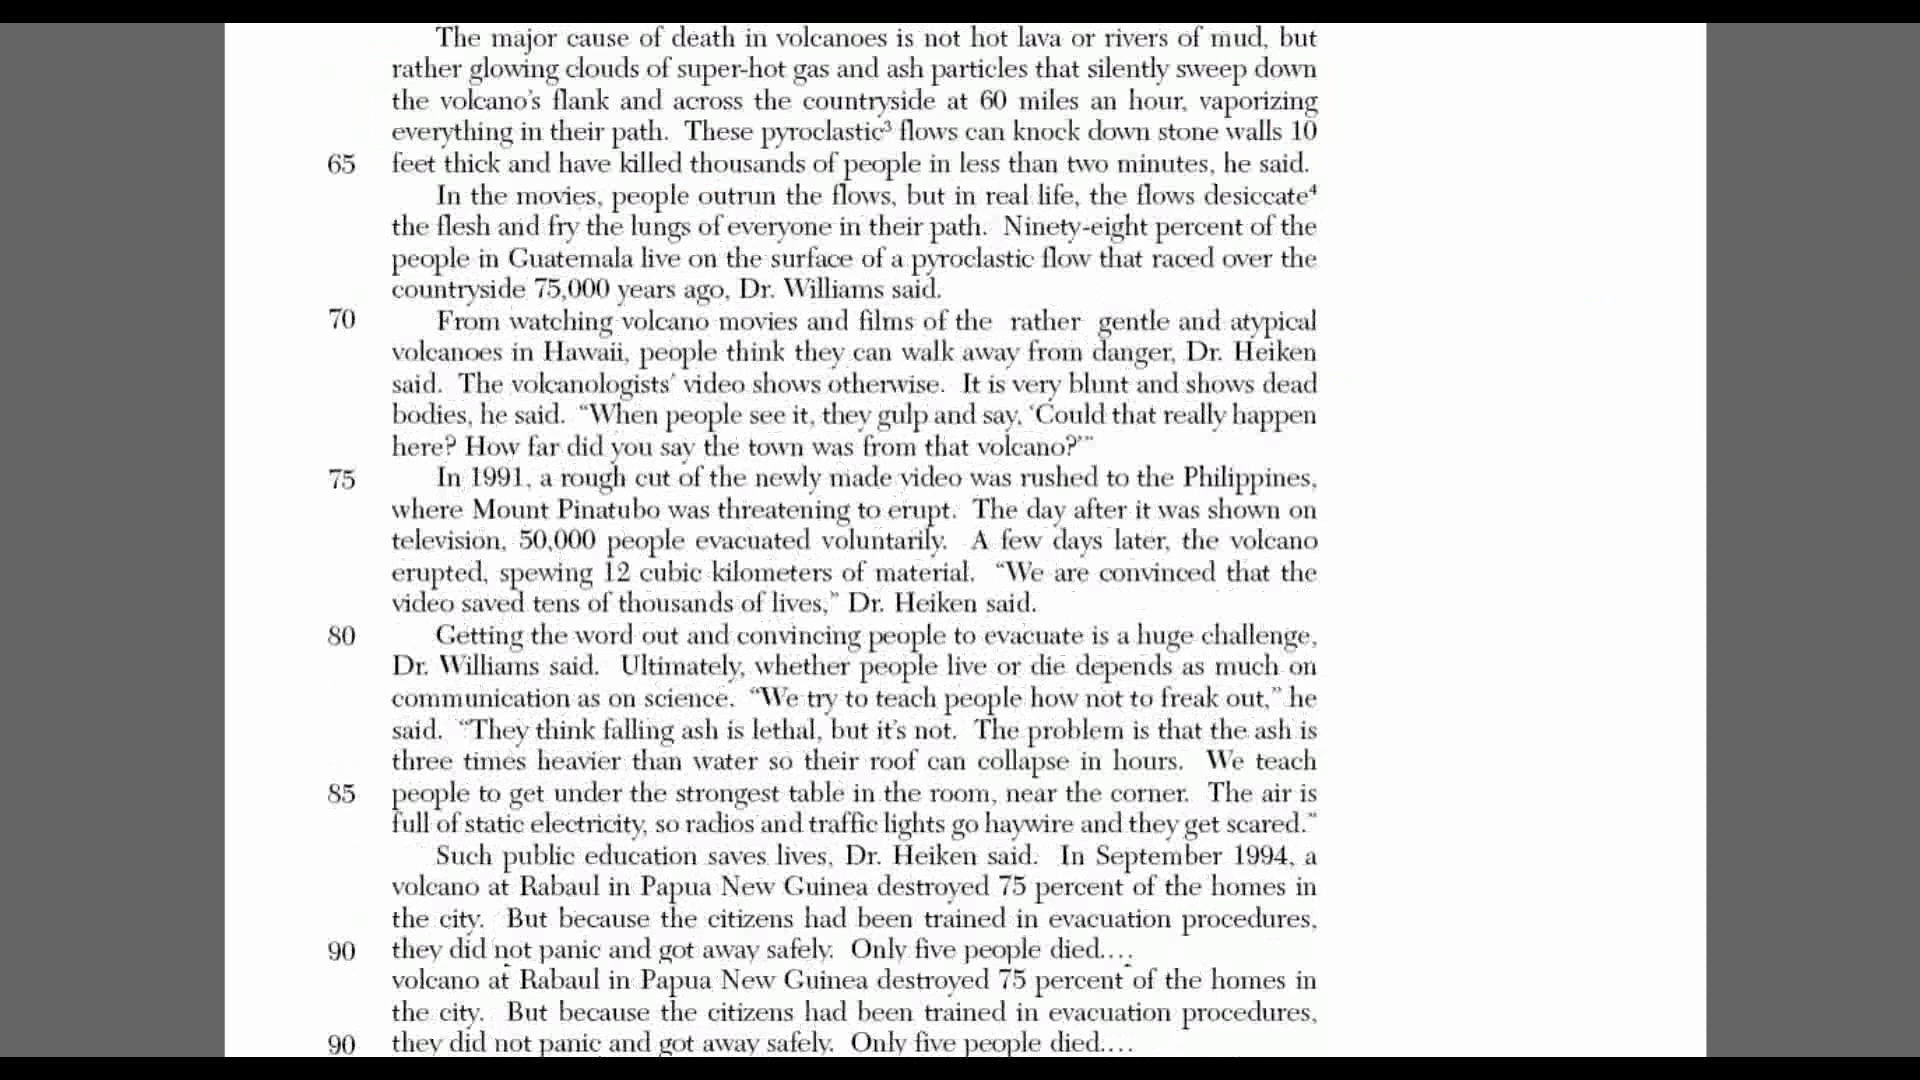 The major cause of death in volcanoes is not hot lava or rivers of mud, but
rather glowing clouds of super-hot gas and ash particles that silently sweep down
the volcano's flank and across the countryside at 60 miles an hour, vaporizing
everything in their path. These pyroclastic³ flows can knock down stone walls 10
65 feet thick and have killed thousands of people in less than two minutes, he said.
In the movies, people outrun the flows, but in real life, the flows desiccate⁴
the flesh and fry the lungs of everyone in their path. Ninety-eight percent of the
people in Guatemala live on the surface of a pyroclastic flow that raced over the
countryside 75,000 years ago, Dr. Williams said.
70 From watching volcano movies and films of the rather gentle and atypical
volcanoes in Hawaii, people think they can walk away from danger, Dr. Heiken
said. The volcanologists' video shows otherwise. It is very blunt and shows dead
bodies, he said. “When people see it, they gulp and say, ‘Could that really happen
here? How far did you say the town was from that volcano?’”
75 In 1991, a rough cut of the newly made video was rushed to the Philippines,
where Mount Pinatubo was threatening to erupt. The day after it was shown on
television, 50,000 people evacuated voluntarily. A few days later, the volcano
erupted, spewing 12 cubic kilometers of material. “We are convinced that the
video saved tens of thousands of lives,” Dr. Heiken said.
80 Getting the word out and convincing people to evacuate is a huge challenge,
Dr. Williams said. Ultimately, whether people live or die depends as much on
communication as on science. “We try to teach people how not to freak out,” he
said. “They think falling ash is lethal, but it's not. The problem is that the ash is
three times heavier than water so their roof can collapse in hours. We teach
85 people to get under the strongest table in the room, near the corner. The air is
full of static electricity, so radios and traffic lights go haywire and they get scared.”
Such public education saves lives, Dr. Heiken said. In September 1994, a
volcano at Rabaul in Papua New Guinea destroyed 75 percent of the homes in
the city. But because the citizens had been trained in evacuation procedures,
90 they did not panic and got away safely. Only five people died....
volcano at Rabaul in Papua New Guinea destroyed 75 percent of the homes in
the city. But because the citizens had been trained in evacuation procedures,
90 they did not panic and got away safely. Only five people died....